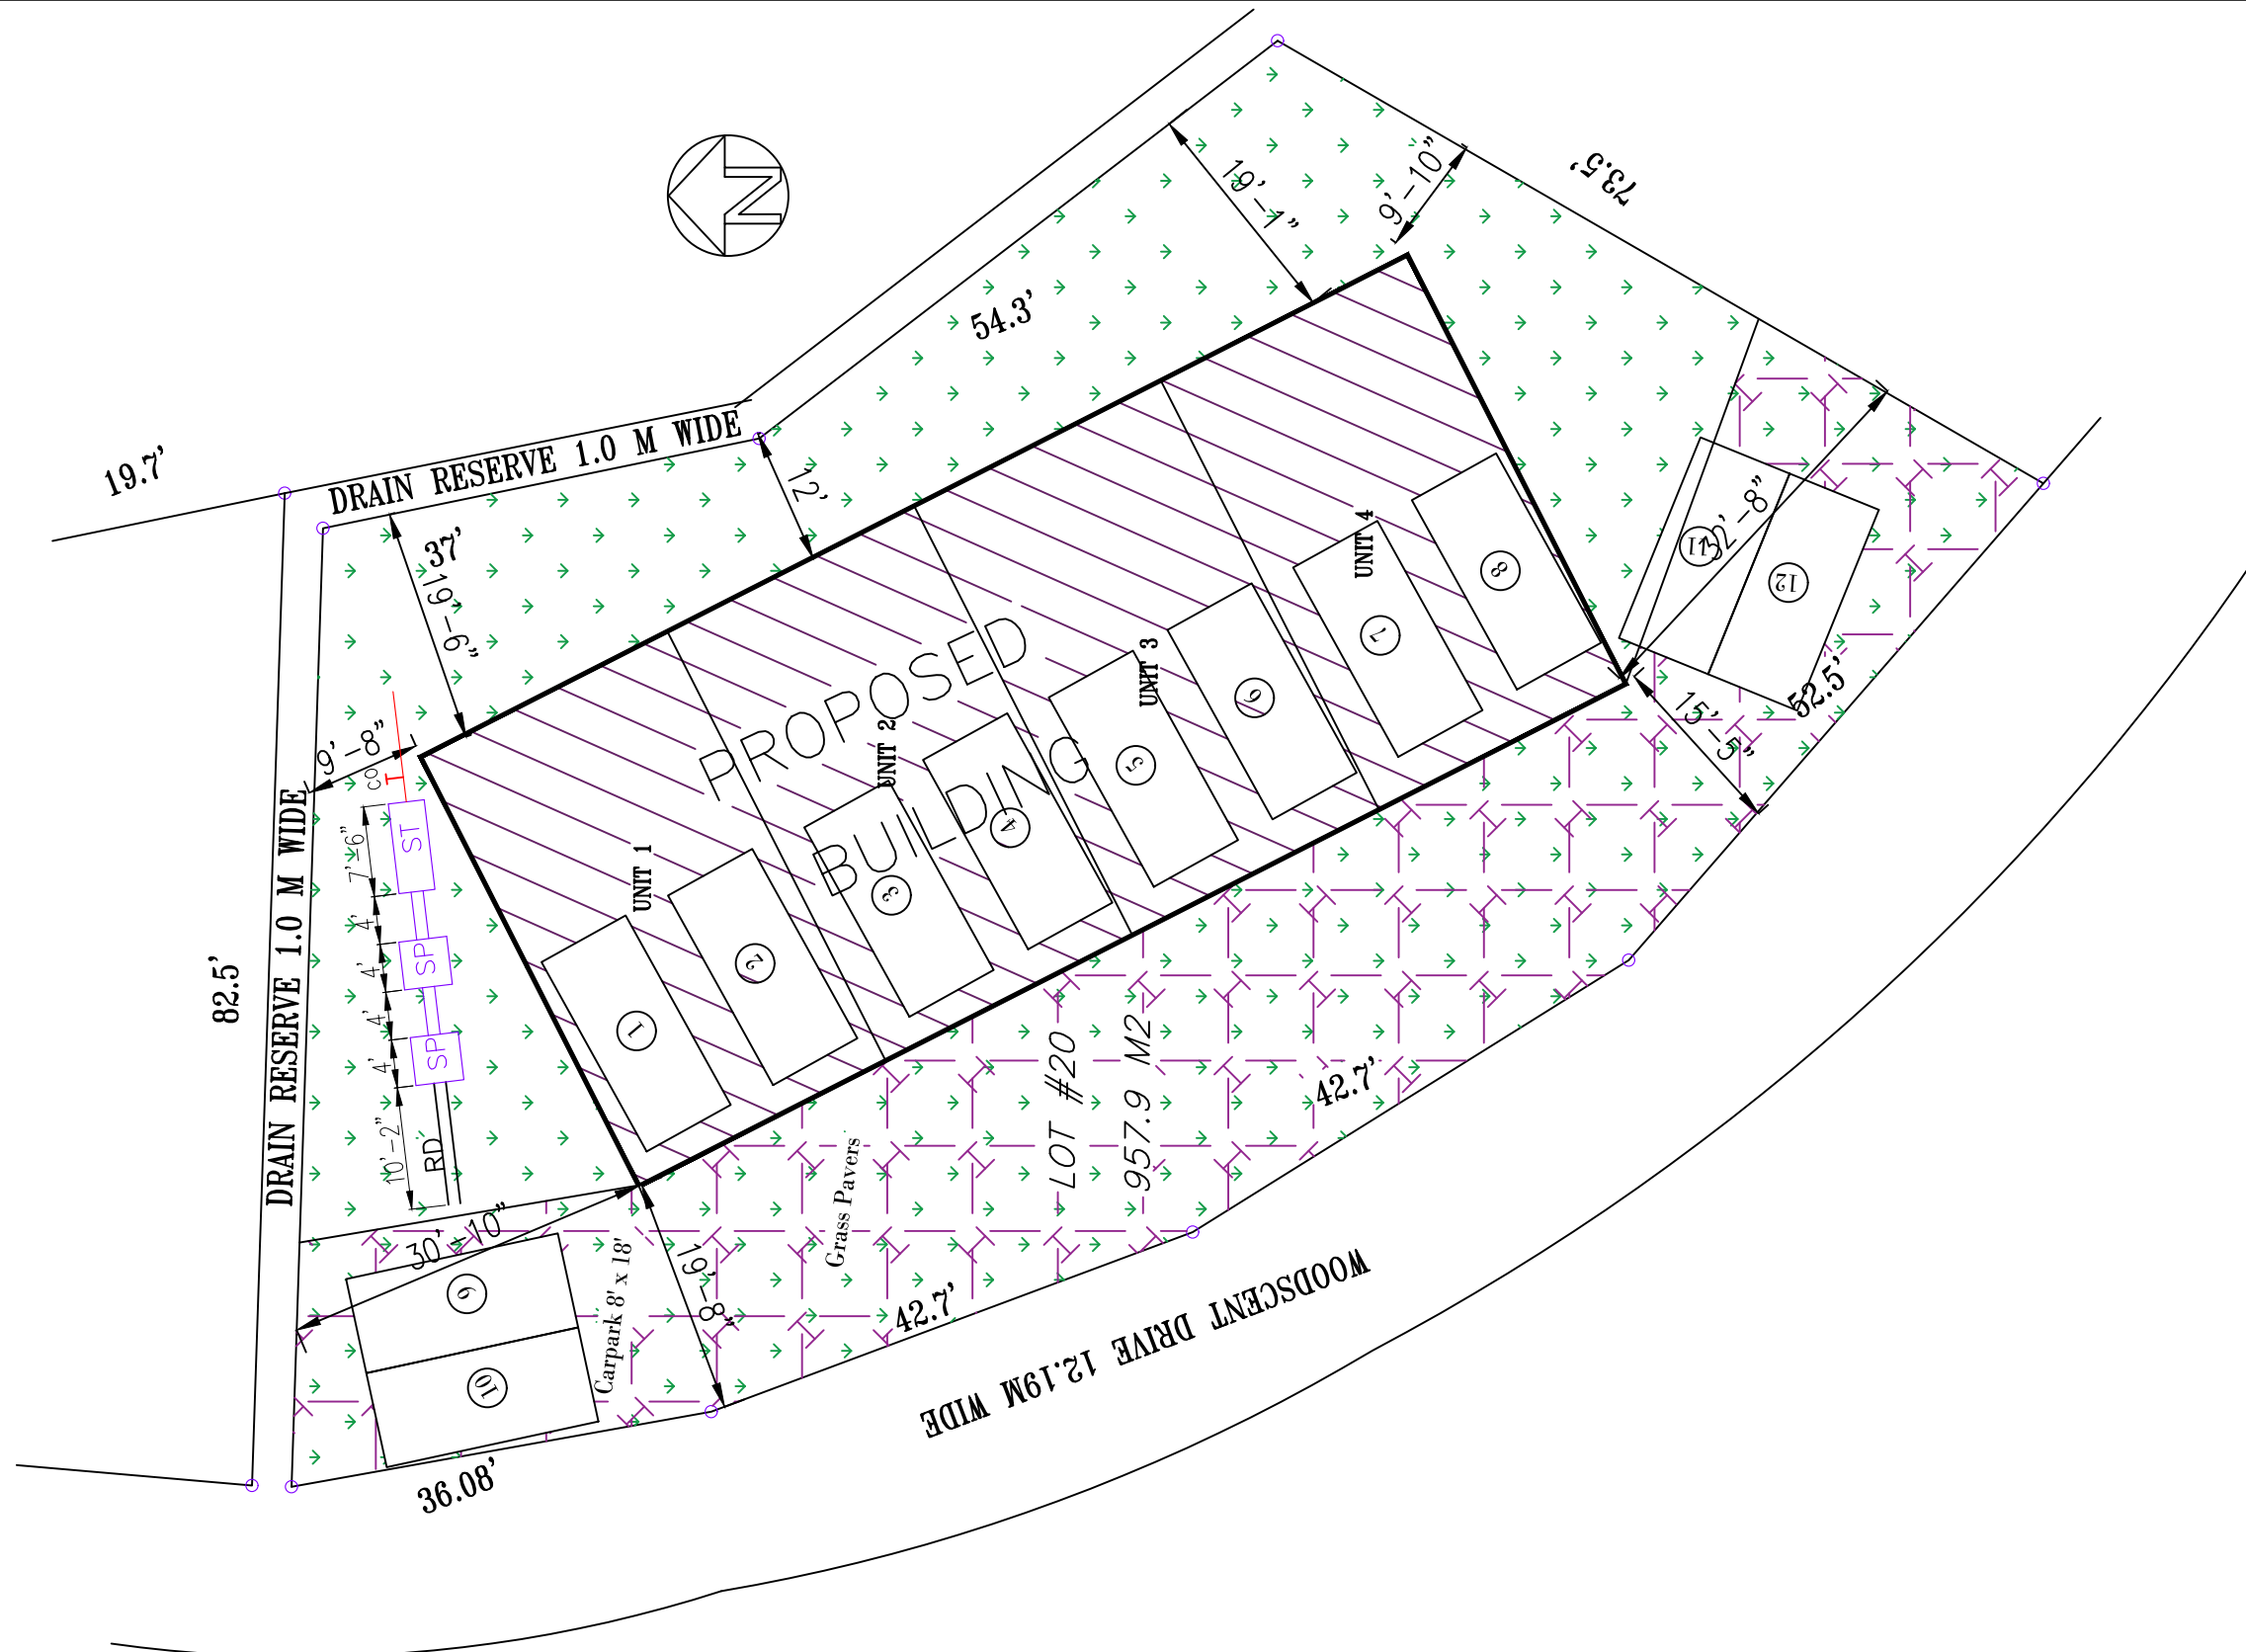 N
73.5'
19'-1"
9'-10"
54.3'
19.7'
DRAIN RESERVE 1.0 M WIDE
12'
37'
19'-6"
9'-8"
CO
I
ST
7'-6"
4'
SP
4'
4'
SP
4'
10'-2"
RD
82.5'
DRAIN RESERVE 1.0 M WIDE
PROPOSED
BUILDING
UNIT 1
UNIT 2
UNIT 3
UNIT 4
1
2
3
4
5
6
7
8
11
12
32'-8"
15'-5"
52.5'
LOT #20
957.9 M2
42.7'
Grass Pavers
Carpark 8' x 18'
30'-10"
19'-8"
9
10
42.7'
36.08'
WOODSCENT DRIVE 12.19M WIDE